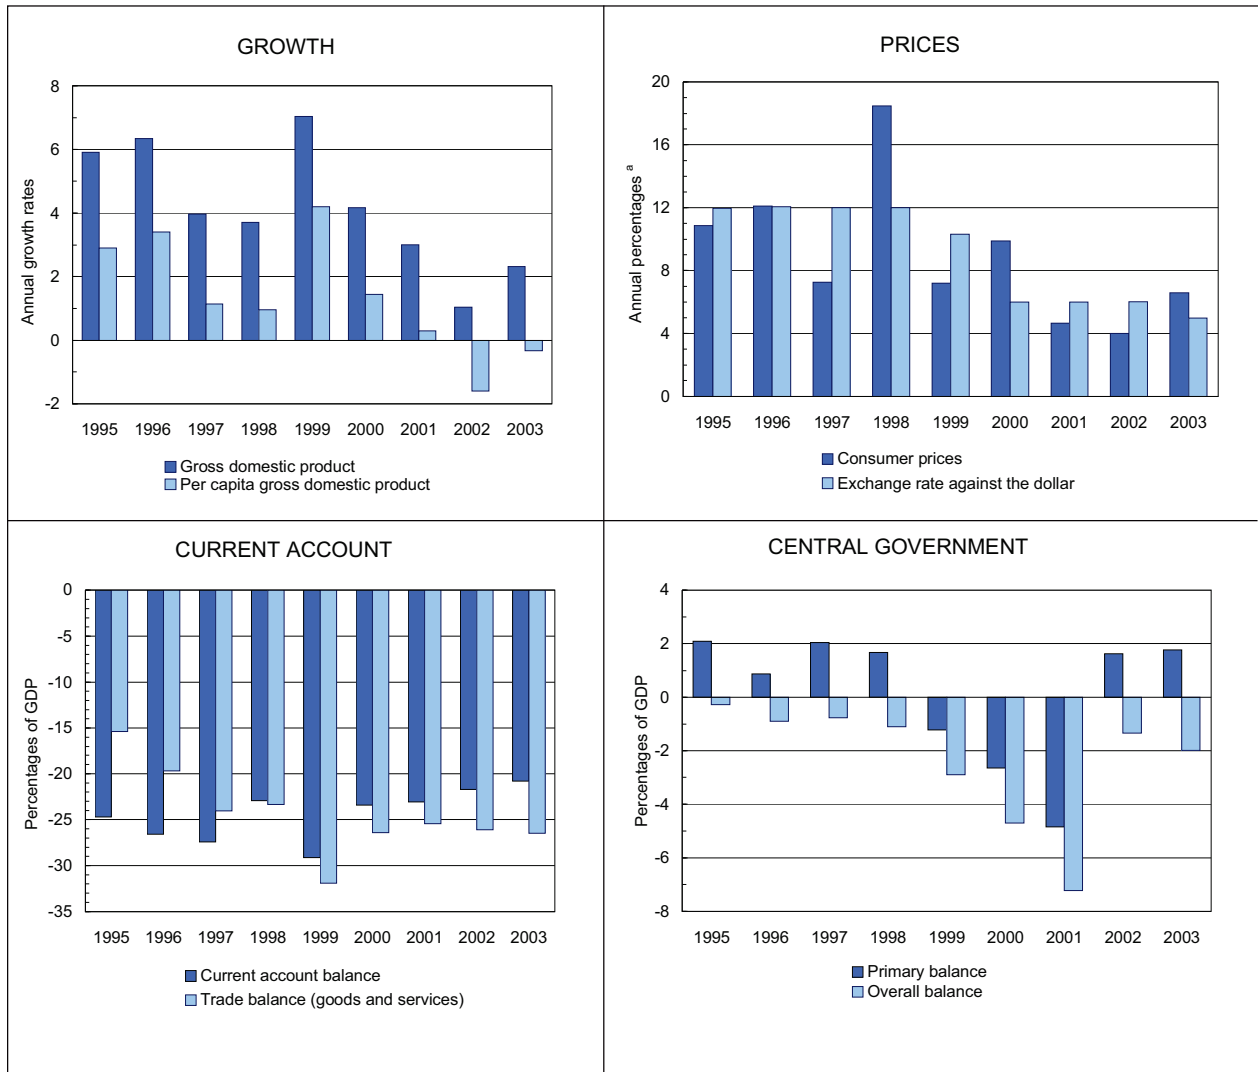 GROWTH
Annual growth rates
8
6
4
2
0
-2
1995 1996 1997 1998 1999 2000 2001 2002 2003
Gross domestic product
Per capita gross domestic product
PRICES
Annual percentages a
20
16
12
8
4
0
1995 1996 1997 1998 1999 2000 2001 2002 2003
Consumer prices
Exchange rate against the dollar
CURRENT ACCOUNT
Percentages of GDP
0
-5
-10
-15
-20
-25
-30
-35
1995 1996 1997 1998 1999 2000 2001 2002 2003
Current account balance
Trade balance (goods and services)
CENTRAL GOVERNMENT
Percentages of GDP
4
2
0
-2
-4
-6
-8
1995 1996 1997 1998 1999 2000 2001 2002 2003
Primary balance
Overall balance